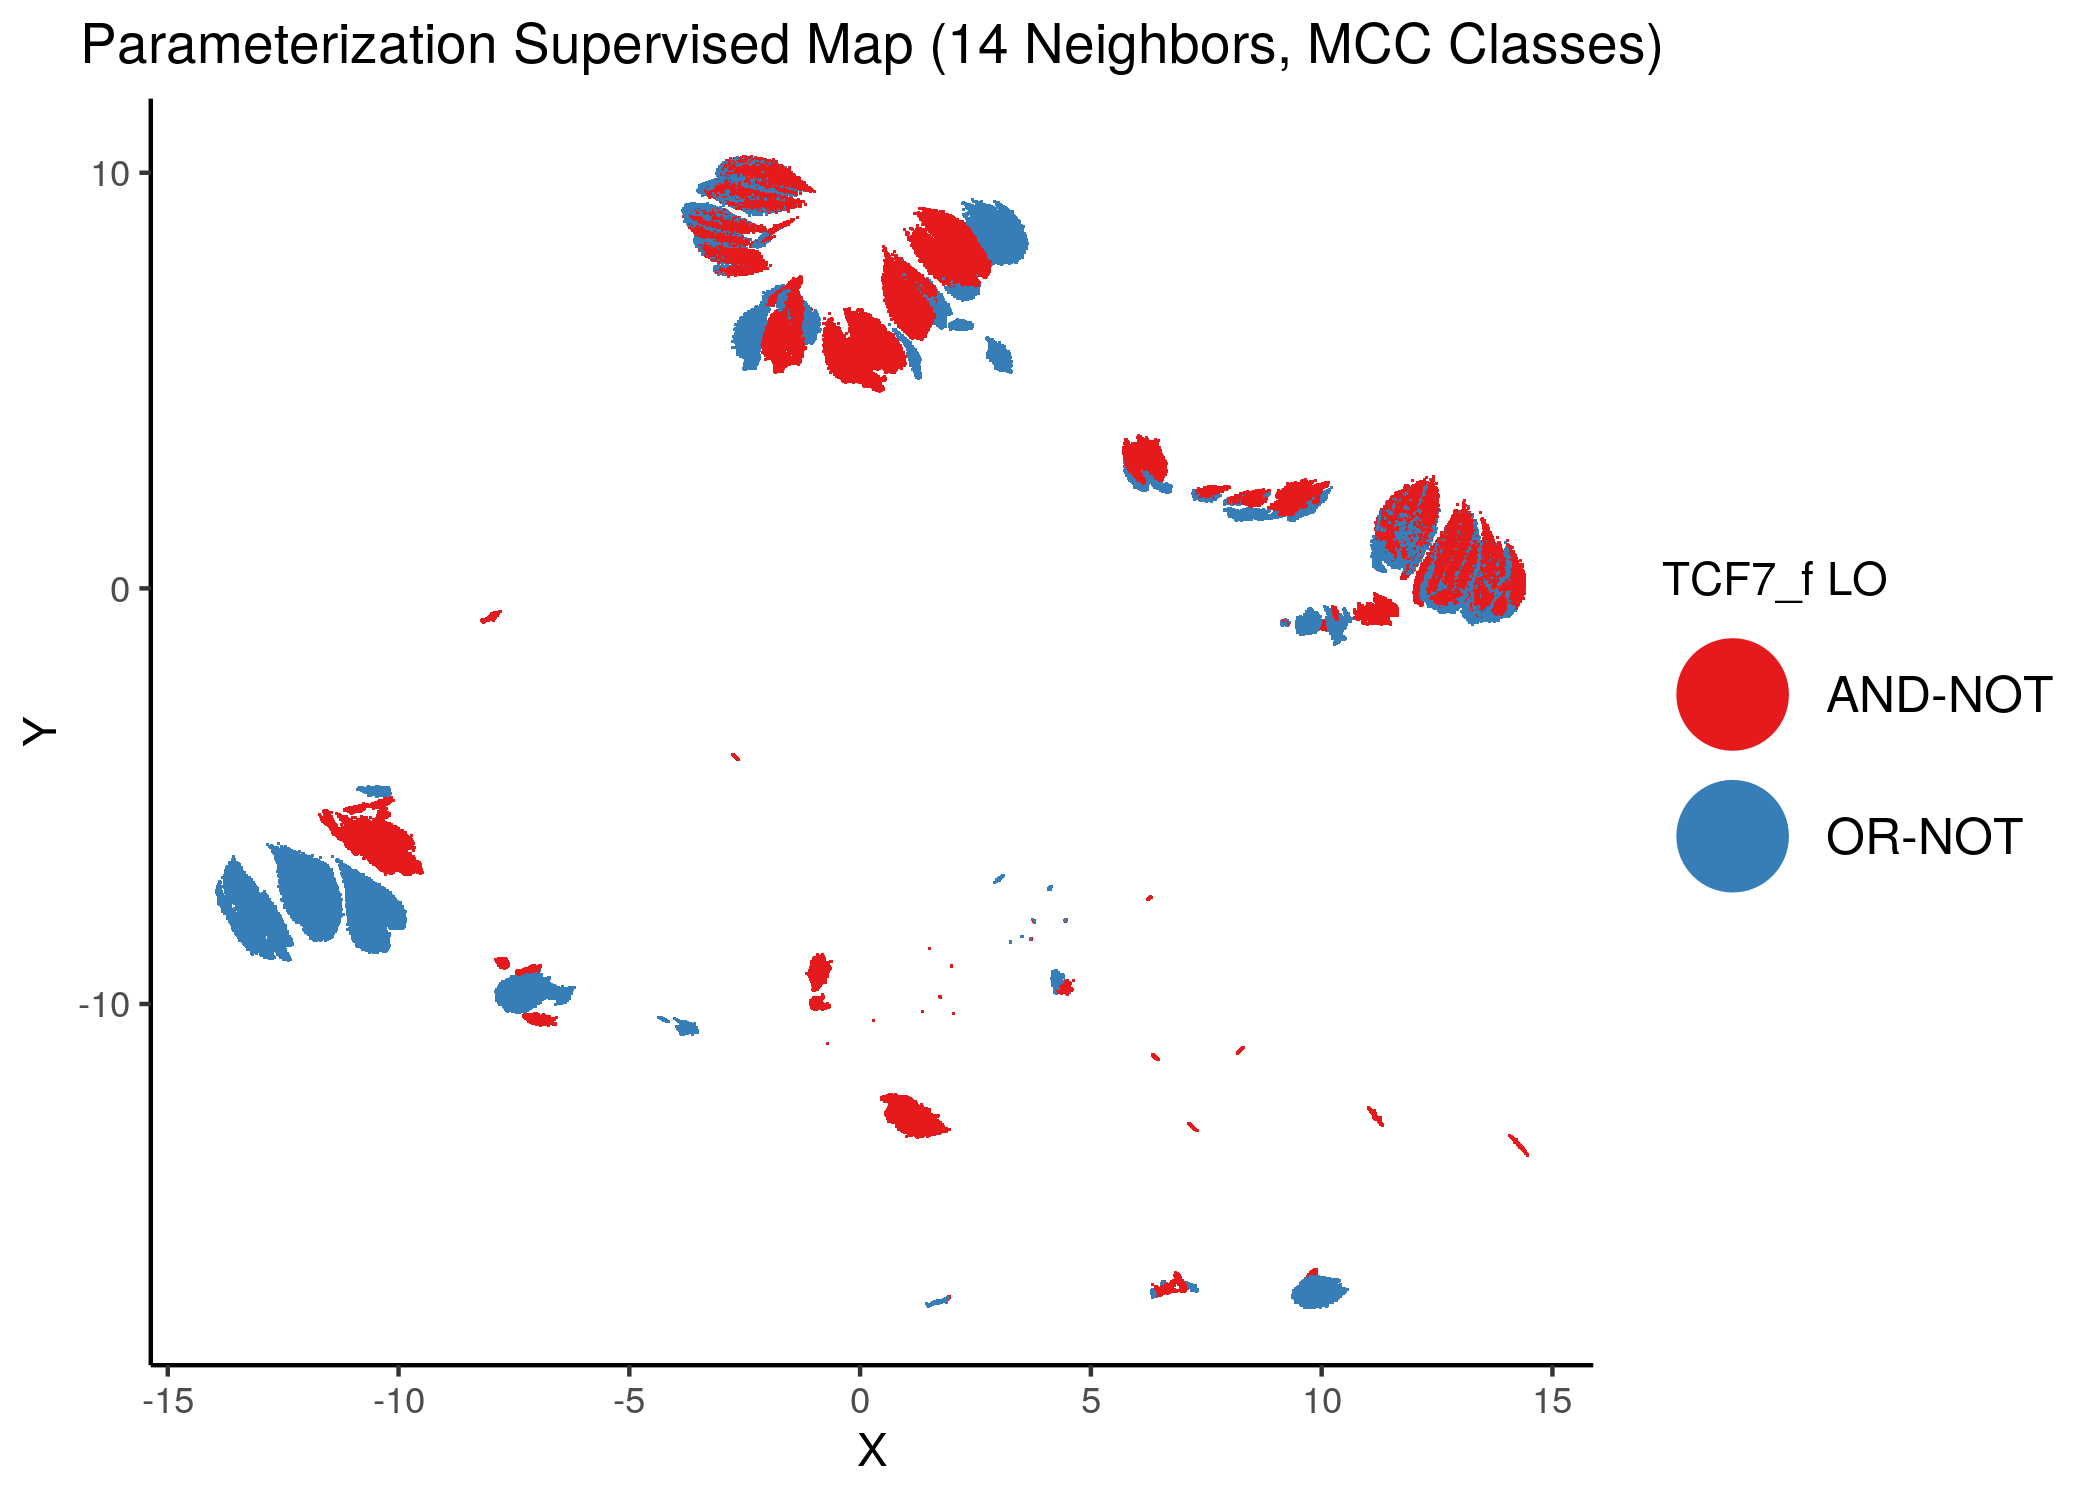 Parameterization Supervised Map (14 Neighbors, MCC Classes)
10
0
-10
Y
-15 -10 -5 0 5 10 15
X
TCF7_f LO
AND-NOT
OR-NOT